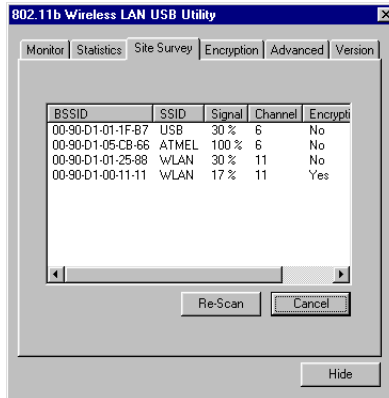 802.11b Wireless LAN USB Utility
Monitor Statistics Site Survey Encryption Advanced Version
BSSID SSID Signal Channel Encrypti
00-90-D1-01-1F-B7 USB 30 % 6 No
00-90-D1-05-CB-66 ATMEL 100 % 6 No
00-90-D1-01-25-88 WLAN 30 % 11 No
00-90-D1-00-11-11 WLAN 17 % 11 Yes
Re-Scan Cancel
Hide